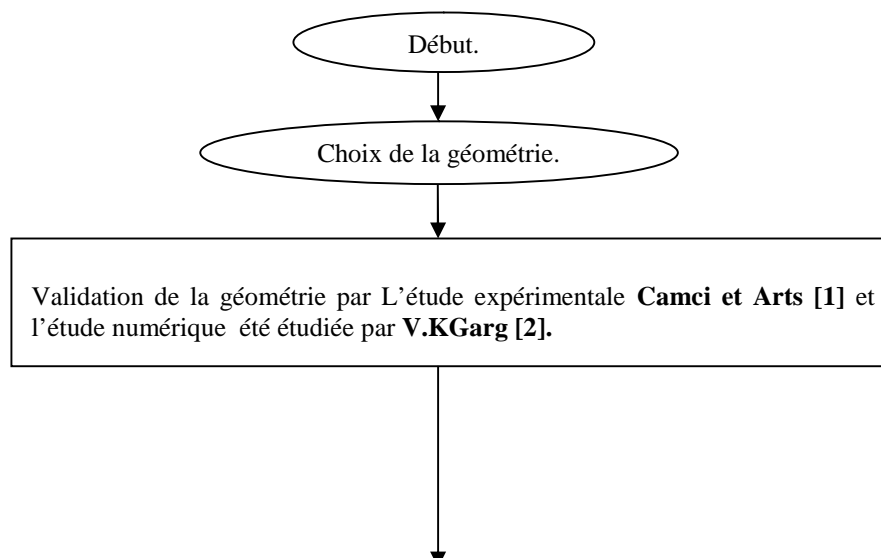 Début.
Choix de la géométrie.
Validation de la géométrie par L'étude expérimentale Camci et Arts [1] et
l'étude numérique été étudiée par V.KGarg [2].